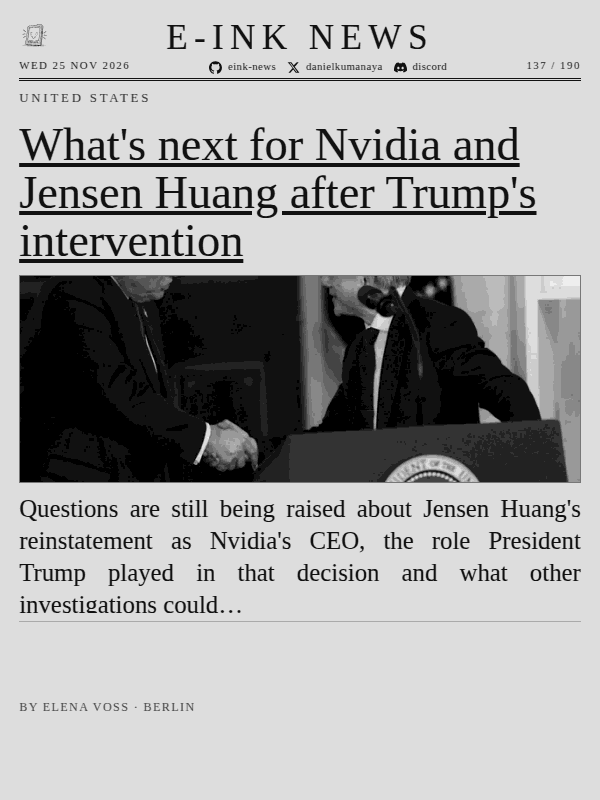 E-INK NEWS
WED 25 NOV 2026
eink-news danielkumanaya discord
137 / 190
UNITED STATES
What's next for Nvidia and
Jensen Huang after Trump's
intervention
Questions are still being raised about Jensen Huang's
reinstatement as Nvidia's CEO, the role President
Trump played in that decision and what other
investigations could…
BY ELENA VOSS · BERLIN